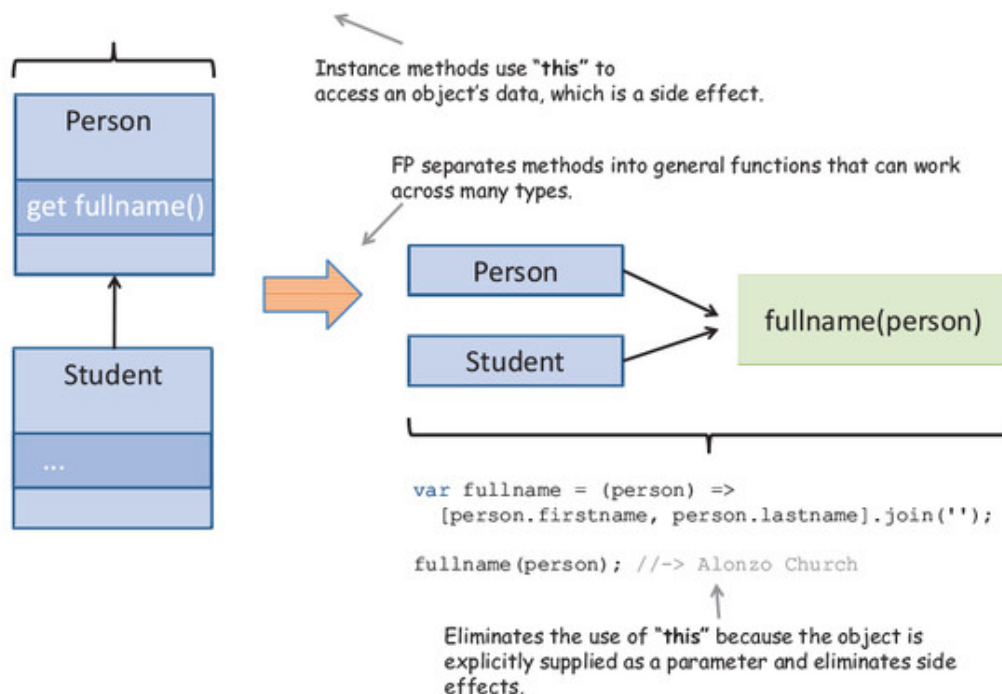 Instance methods use “this” to
access an object’s data, which is a side effect.
Person
get fullname()
FP separates methods into general functions that can work
across many types.
Person
Student
fullname(person)
Student
...
var fullname = (person) =>
[person.firstname, person.lastname].join('');
fullname(person); //-> Alonzo Church
Eliminates the use of “this” because the object is
explicitly supplied as a parameter and eliminates side
effects.